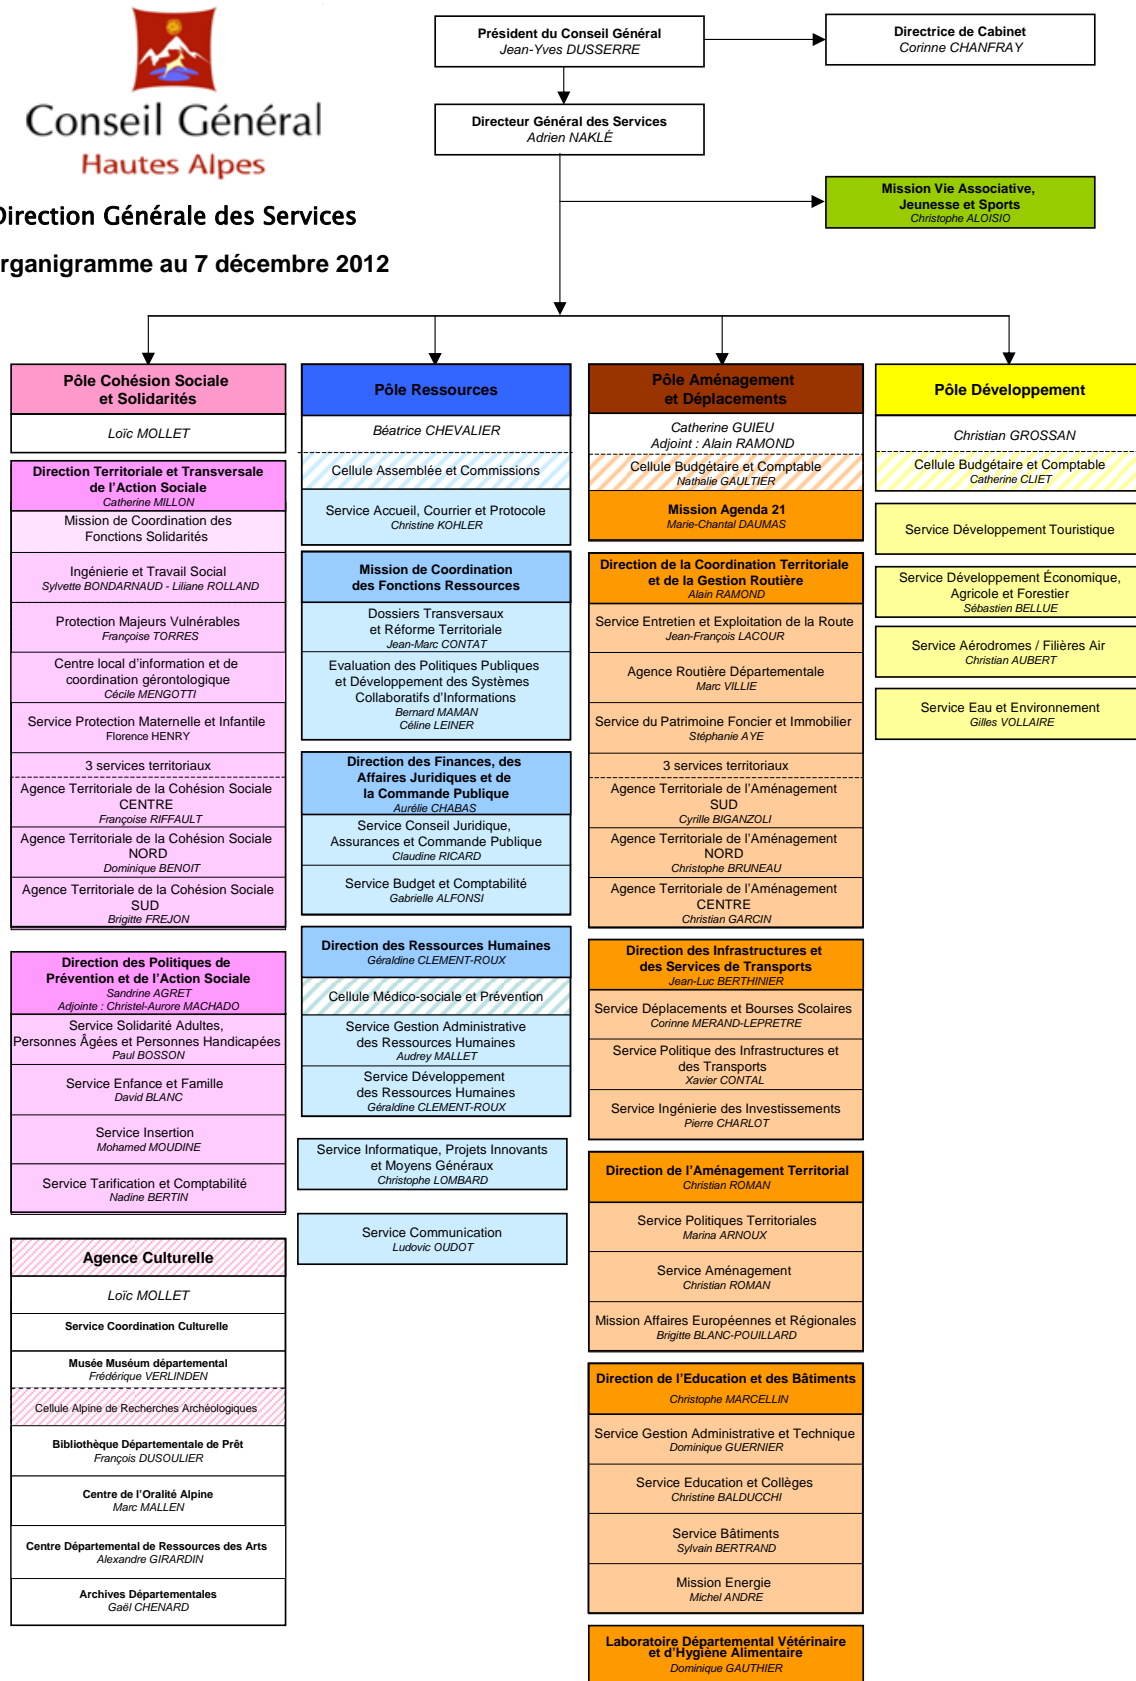 Conseil Général
Hautes Alpes
Direction Générale des Services
rganigramme au 7 décembre 2012
Président du Conseil Général
Jean-Yves DUSSERRE
Directrice de Cabinet
Corinne CHANFRAY
Directeur Général des Services
Adrien NAKLÉ
Mission Vie Associative,
Jeunesse et Sports
Christophe ALOISIO
Pôle Cohésion Sociale
et Solidarités
Loïc MOLLET
Direction Territoriale et Transversale
de l'Action Sociale
Catherine MILLON
Mission de Coordination des
Fonctions Solidarités
Ingénierie et Travail Social
Sylvette BONDARNAUD - Liliane ROLLAND
Protection Majeurs Vulnérables
Françoise TORRES
Centre local d'information et de
coordination gérontologique
Cécile MENGOTTI
Service Protection Maternelle et Infantile
Florence HENRY
3 services territoriaux
Agence Territoriale de la Cohésion Sociale
CENTRE
Françoise RIFFAULT
Agence Territoriale de la Cohésion Sociale
NORD
Dominique BENOIT
Agence Territoriale de la Cohésion Sociale
SUD
Brigitte FREJON
Direction des Politiques de
Prévention et de l'Action Sociale
Sandrine AGRET
Adjointe : Christel-Aurore MACHADO
Service Solidarité Adultes,
Personnes Âgées et Personnes Handicapées
Paul BOSSON
Service Enfance et Famille
David BLANC
Service Insertion
Mohamed MOUDINE
Service Tarification et Comptabilité
Nadine BERTIN
Agence Culturelle
Loïc MOLLET
Service Coordination Culturelle
Musée Muséum départemental
Frédérique VERLINDEN
Cellule Alpine de Recherches Archéologiques
Bibliothèque Départementale de Prêt
François DUSOULIER
Centre de l'Oralité Alpine
Marc MALLEN
Centre Départemental de Ressources des Arts
Alexandre GIRARDIN
Archives Départementales
Gaël CHENARD
Pôle Ressources
Béatrice CHEVALIER
Cellule Assemblée et Commissions
Service Accueil, Courrier et Protocole
Christine KOHLER
Mission de Coordination
des Fonctions Ressources
Dossiers Transversaux
et Réforme Territoriale
Jean-Marc CONTAT
Evaluation des Politiques Publiques
et Développement des Systèmes
Collaboratifs d'Informations
Bernard MAMAN
Céline LEINER
Direction des Finances, des
Affaires Juridiques et de
la Commande Publique
Aurélie CHABAS
Service Conseil Juridique,
Assurances et Commande Publique
Claudine RICARD
Service Budget et Comptabilité
Gabrielle ALFONSI
Direction des Ressources Humaines
Géraldine CLEMENT-ROUX
Cellule Médico-sociale et Prévention
Service Gestion Administrative
des Ressources Humaines
Audrey MALLET
Service Développement
des Ressources Humaines
Géraldine CLEMENT-ROUX
Service Informatique, Projets Innovants
et Moyens Généraux
Christophe LOMBARD
Service Communication
Ludovic OUDOT
Pôle Aménagement
et Déplacements
Catherine GUIEU
Adjoint : Alain RAMOND
Cellule Budgétaire et Comptable
Nathalie GAULTIER
Mission Agenda 21
Marie-Chantal DAUMAS
Direction de la Coordination Territoriale
et de la Gestion Routière
Alain RAMOND
Service Entretien et Exploitation de la Route
Jean-François LACOUR
Agence Routière Départementale
Marc VILLIE
Service du Patrimoine Foncier et Immobilier
Stéphanie AYE
3 services territoriaux
Agence Territoriale de l'Aménagement
SUD
Cyrille BIGANZOLI
Agence Territoriale de l'Aménagement
NORD
Christophe BRUNEAU
Agence Territoriale de l'Aménagement
CENTRE
Christian GARCIN
Direction des Infrastructures et
des Services de Transports
Jean-Luc BERTHINIER
Service Déplacements et Bourses Scolaires
Corinne MERAND-LEPRETRE
Service Politique des Infrastructures et
des Transports
Xavier CONTAL
Service Ingénierie des Investissements
Pierre CHARLOT
Direction de l'Aménagement Territorial
Christian ROMAN
Service Politiques Territoriales
Marina ARNOUX
Service Aménagement
Christian ROMAN
Mission Affaires Européennes et Régionales
Brigitte BLANC-POUILLARD
Direction de l'Education et des Bâtiments
Christophe MARCELLIN
Service Gestion Administrative et Technique
Dominique GUERNIER
Service Education et Collèges
Christine BALDUCCHI
Service Bâtiments
Sylvain BERTRAND
Mission Energie
Michel ANDRE
Laboratoire Départemental Vétérinaire
et d'Hygiène Alimentaire
Dominique GAUTHIER
Pôle Développement
Christian GROSSAN
Cellule Budgétaire et Comptable
Catherine CLIET
Service Développement Touristique
Service Développement Économique,
Agricole et Forestier
Sébastien BELLUE
Service Aérodromes / Filières Air
Christian AUBERT
Service Eau et Environnement
Gilles VOLLAIRE